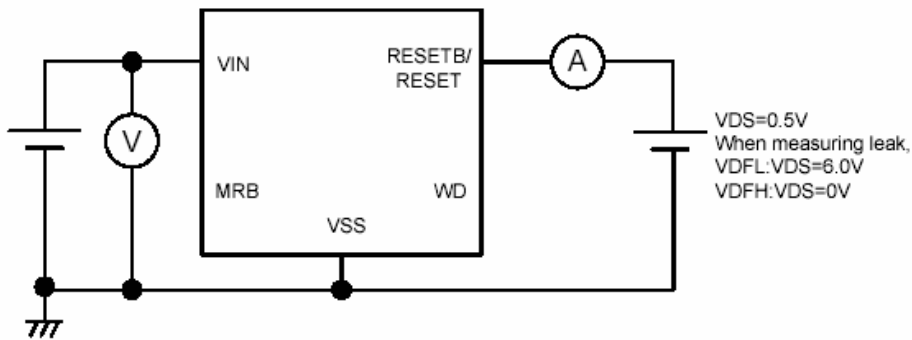 VIN
RESETB/
RESET
A
V
VDS=0.5V
When measuring leak,
VDFL:VDS=6.0V
VDFH:VDS=0V
MRB
WD
VSS